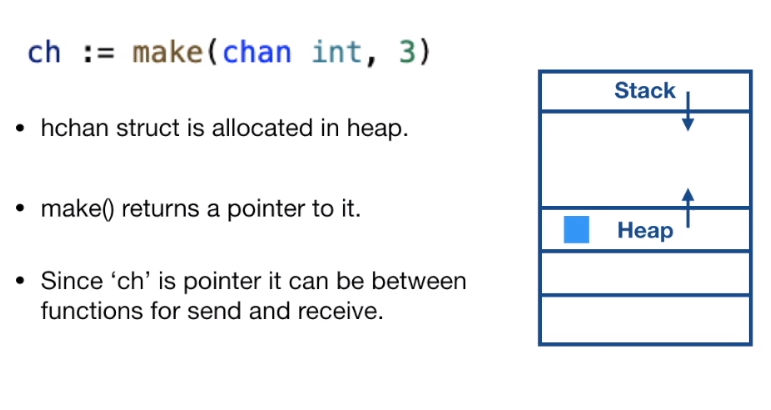 ch := make(chan int, 3)
• hchan struct is allocated in heap.
• make() returns a pointer to it.
• Since ‘ch’ is pointer it can be between
functions for send and receive.
Stack
Heap